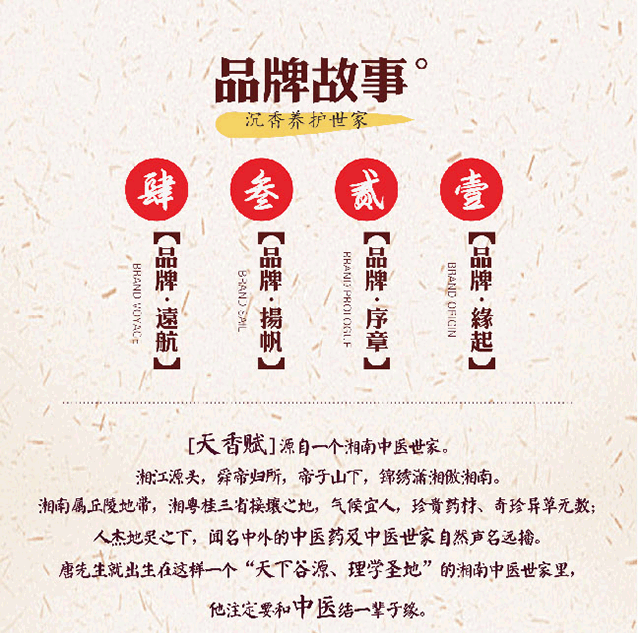 品牌故事
沉香养护世家
壹
【品牌·緣起】
BRAND ORIGIN
贰
【品牌·序章】
BRAND PROLOGUE
叁
【品牌·揚帆】
BRAND SAIL
肆
【品牌·遠航】
BRAND VOYAGE
[天香赋]源自一个湘南中医世家。
湘江源头，舜帝归所，帝子山下，锦绣潇湘傲湘南。
湘南属丘陵地带，湘粤桂三省接壤之地，气候宜人，珍贵药材、奇珍异草无数；
人杰地灵之下，闻名中外的中医药及中医世家自然声名远播。
唐先生就出生在这样一个“天下谷源、理学圣地”的湘南中医世家里，
他注定要和中医结一辈子缘。